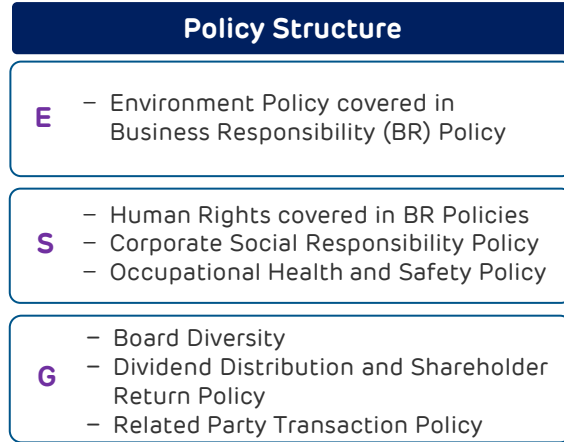 Policy Structure
E
– Environment Policy covered in
Business Responsibility (BR) Policy
S
– Human Rights covered in BR Policies
– Corporate Social Responsibility Policy
– Occupational Health and Safety Policy
G
– Board Diversity
– Dividend Distribution and Shareholder
Return Policy
– Related Party Transaction Policy